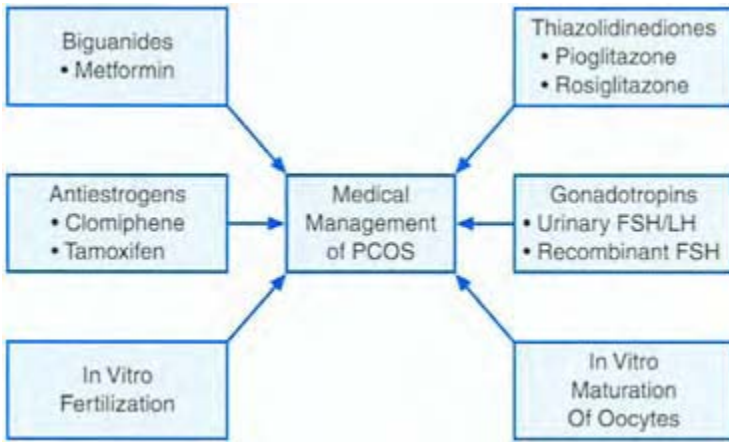 Biguanides
• Metformin
Thiazolidinediones
• Pioglitazone
• Rosiglitazone
Antiestrogens
• Clomiphene
• Tamoxifen
Medical
Management
of PCOS
Gonadotropins
• Urinary FSH/LH
• Recombinant FSH
In Vitro
Fertilization
In Vitro
Maturation
Of Oocytes